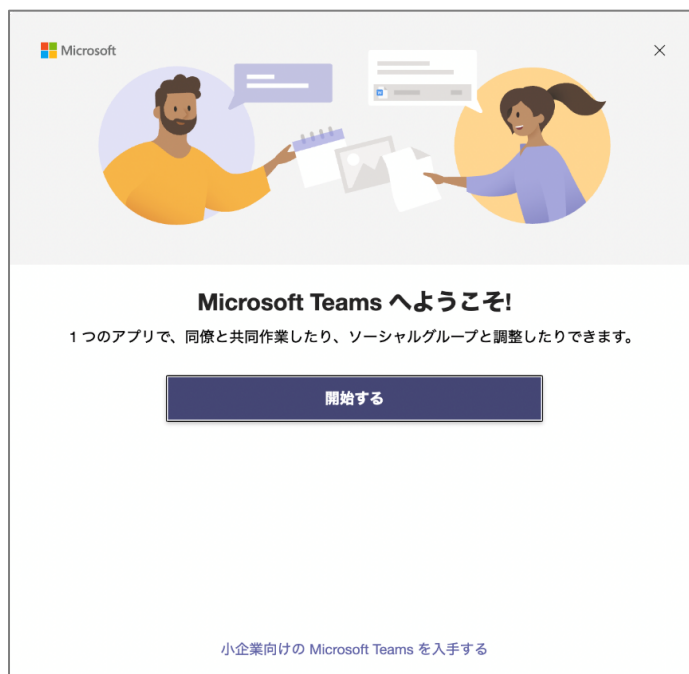 Microsoft
Microsoft Teams へようこそ!
1 つのアプリで、同僚と共同作業したり、ソーシャルグループと調整したりできます。
開始する
小企業向けの Microsoft Teams を入手する